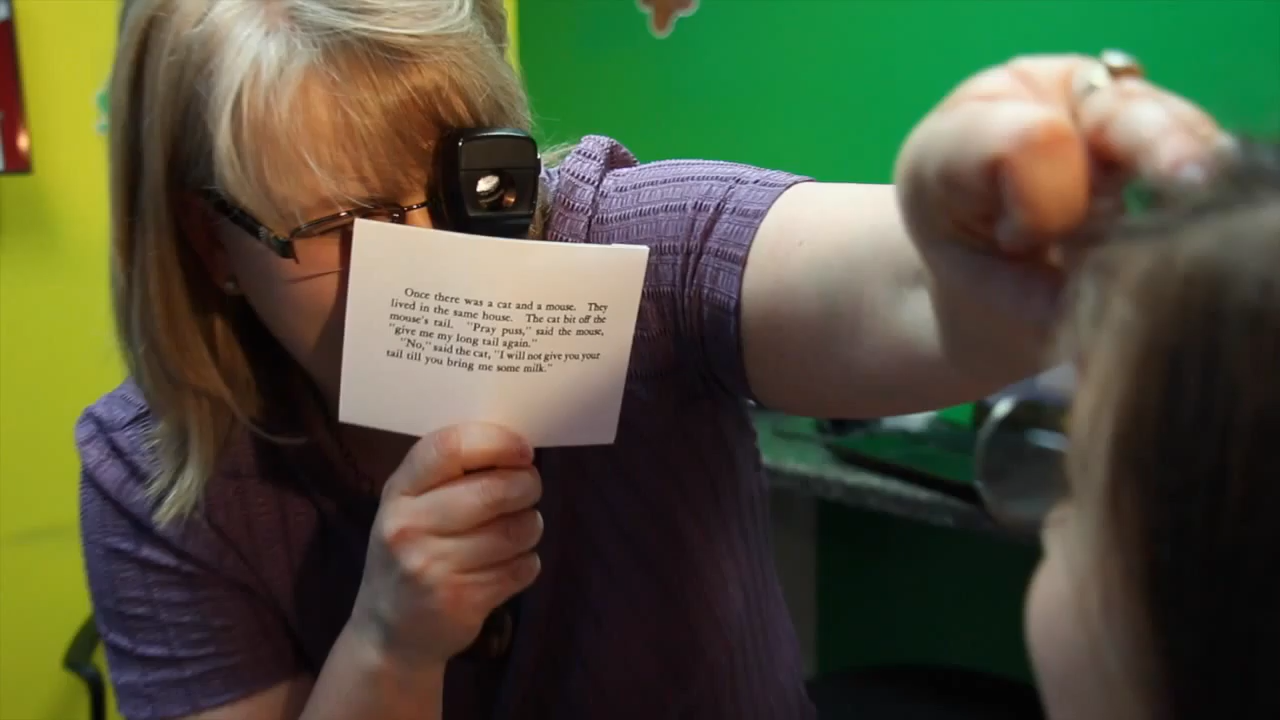 Once there was a cat and a mouse. They
lived in the same house. The cat bit off the
mouse's tail. "Pray puss," said the mouse,
"give me my long tail again."
"No," said the cat, "I will not give you your
tail till you bring me some milk."